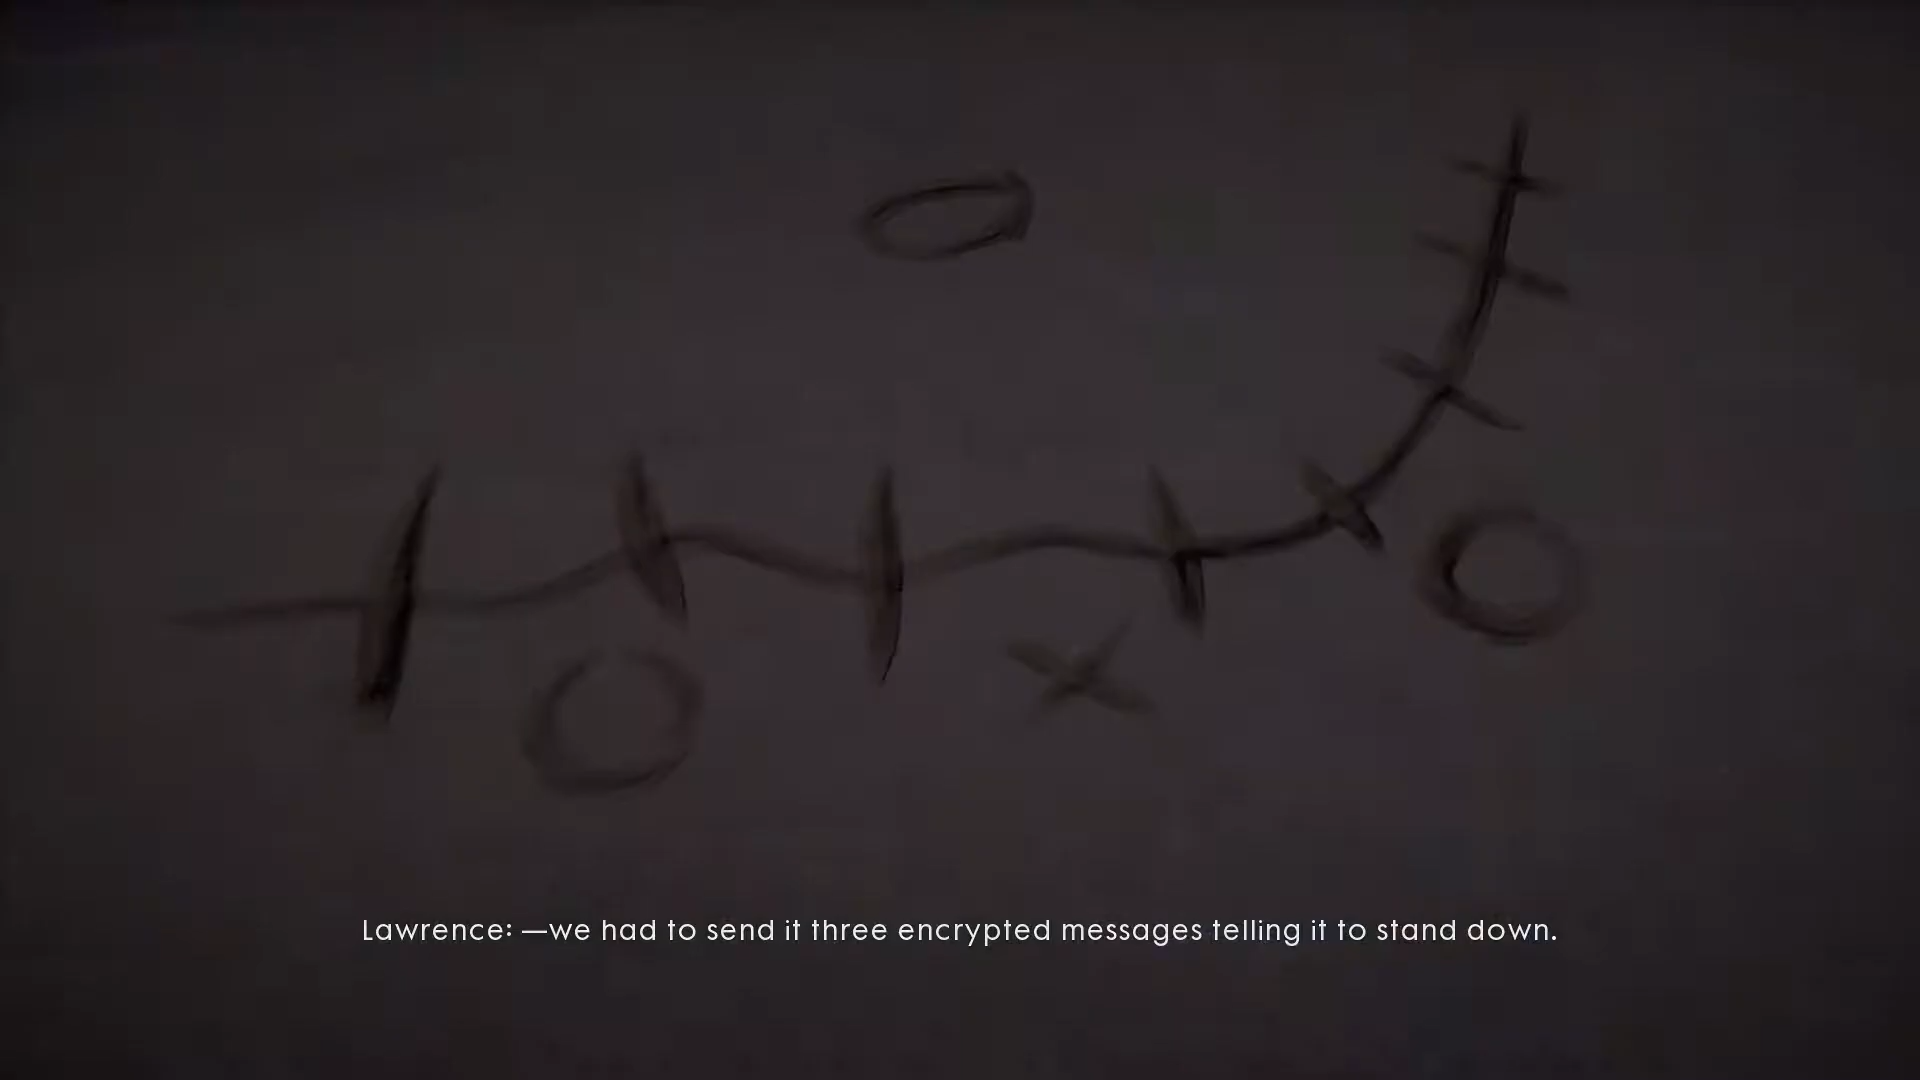 Lawrence: —we had to send it three encrypted messages telling it to stand down.